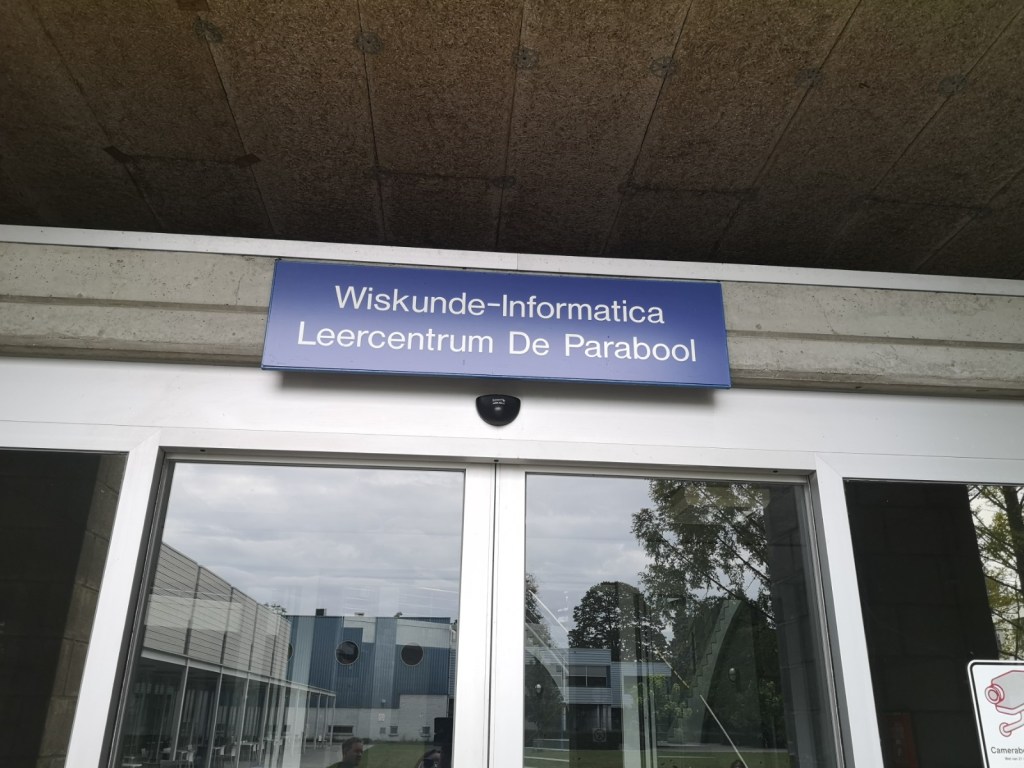 Wiskunde-Informatica
Leercentrum De Parabool